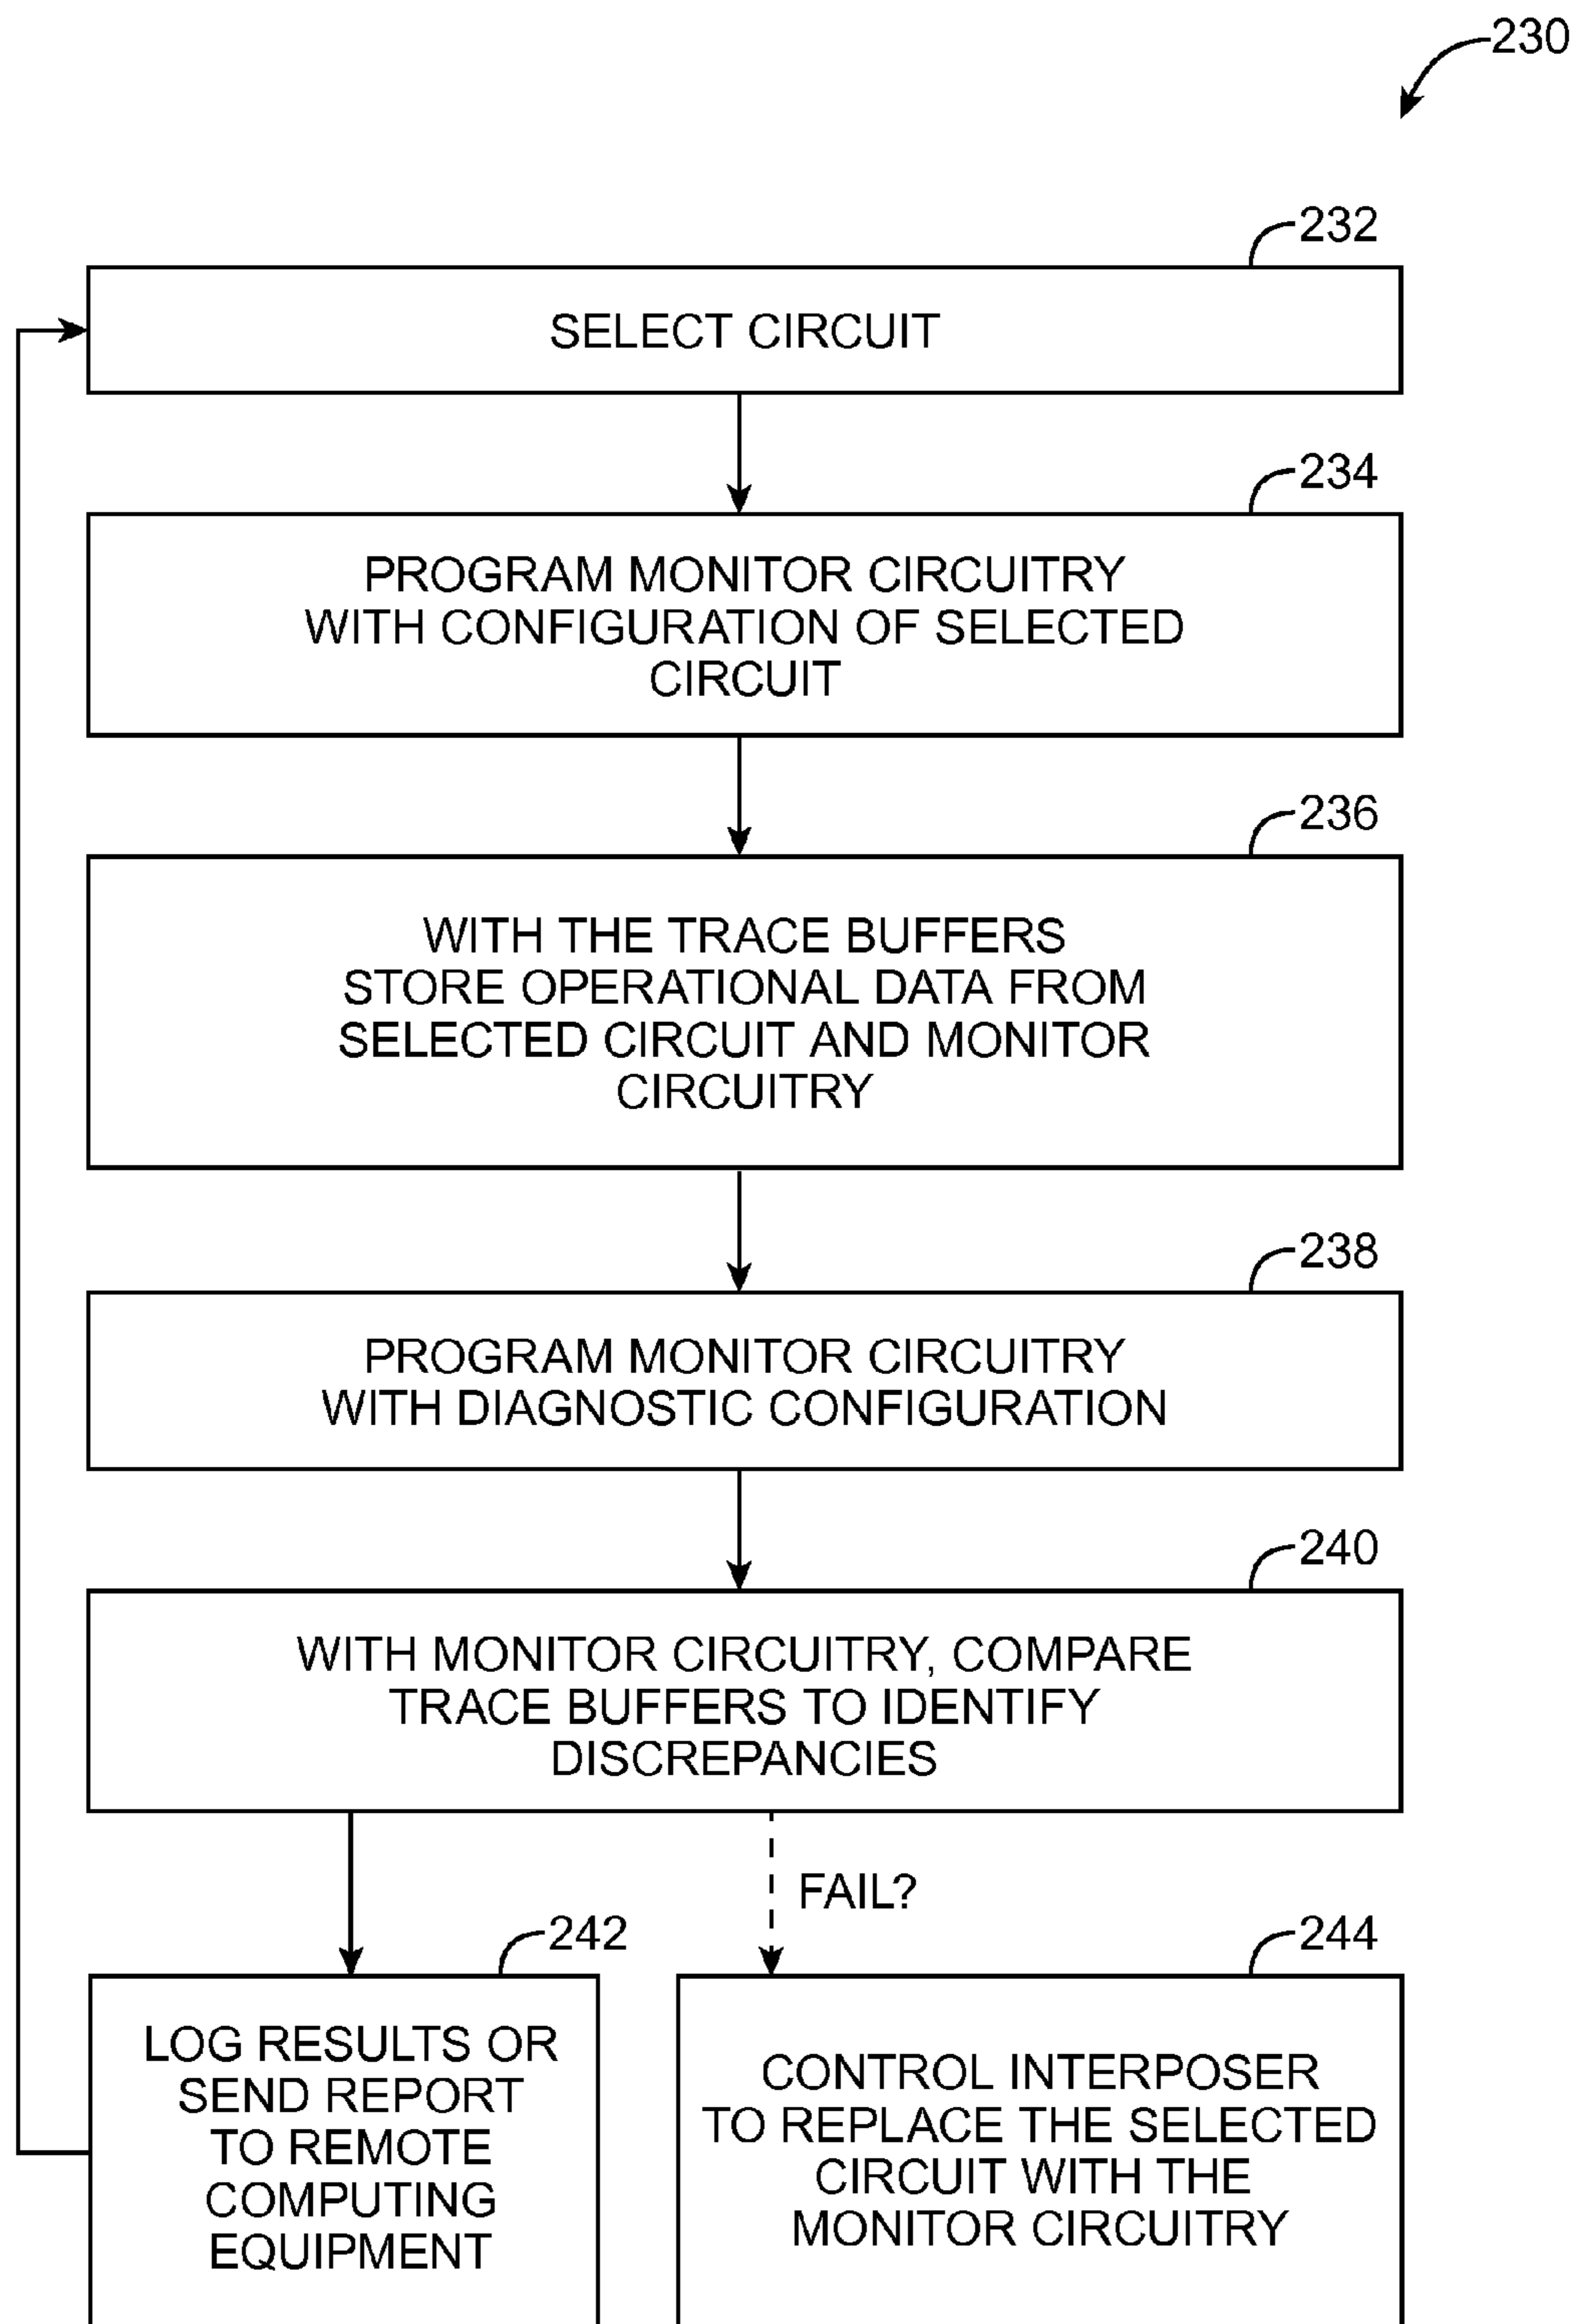 230
232
SELECT CIRCUIT
234
PROGRAM MONITOR CIRCUITRY
WITH CONFIGURATION OF SELECTED
CIRCUIT
236
WITH THE TRACE BUFFERS
STORE OPERATIONAL DATA FROM
SELECTED CIRCUIT AND MONITOR
CIRCUITRY
238
PROGRAM MONITOR CIRCUITRY
WITH DIAGNOSTIC CONFIGURATION
240
WITH MONITOR CIRCUITRY, COMPARE
TRACE BUFFERS TO IDENTIFY
DISCREPANCIES
FAIL?
242
LOG RESULTS OR
SEND REPORT
TO REMOTE
COMPUTING
EQUIPMENT
244
CONTROL INTERPOSER
TO REPLACE THE SELECTED
CIRCUIT WITH THE
MONITOR CIRCUITRY